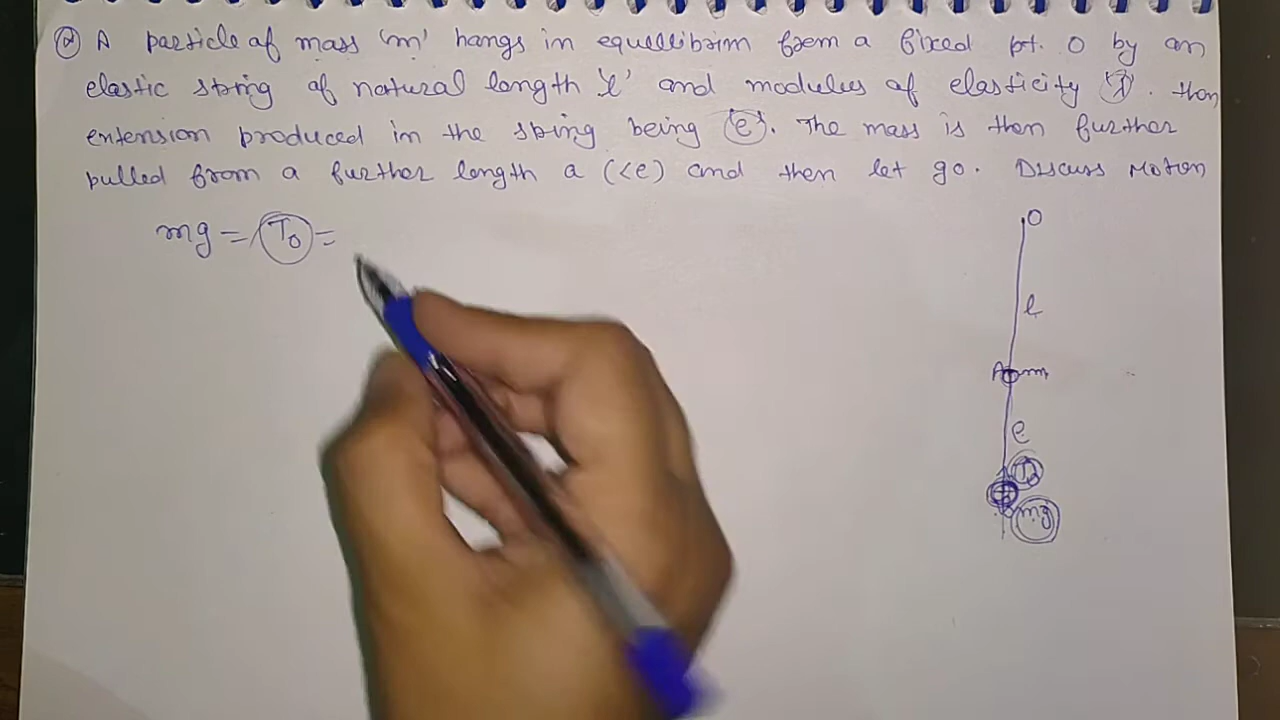 Q A particle of mass 'm' hangs in equillibrim from a fixed pt. O by an
elastic string of natural length 'l' and modulus of elasticity 'λ'. then
extension produced in the string being 'e'. The mass is then further
pulled from a further length a (<e) and then let go. Discuss Motion
mg = T₀ =
O
l
A m
e
T₀
mg